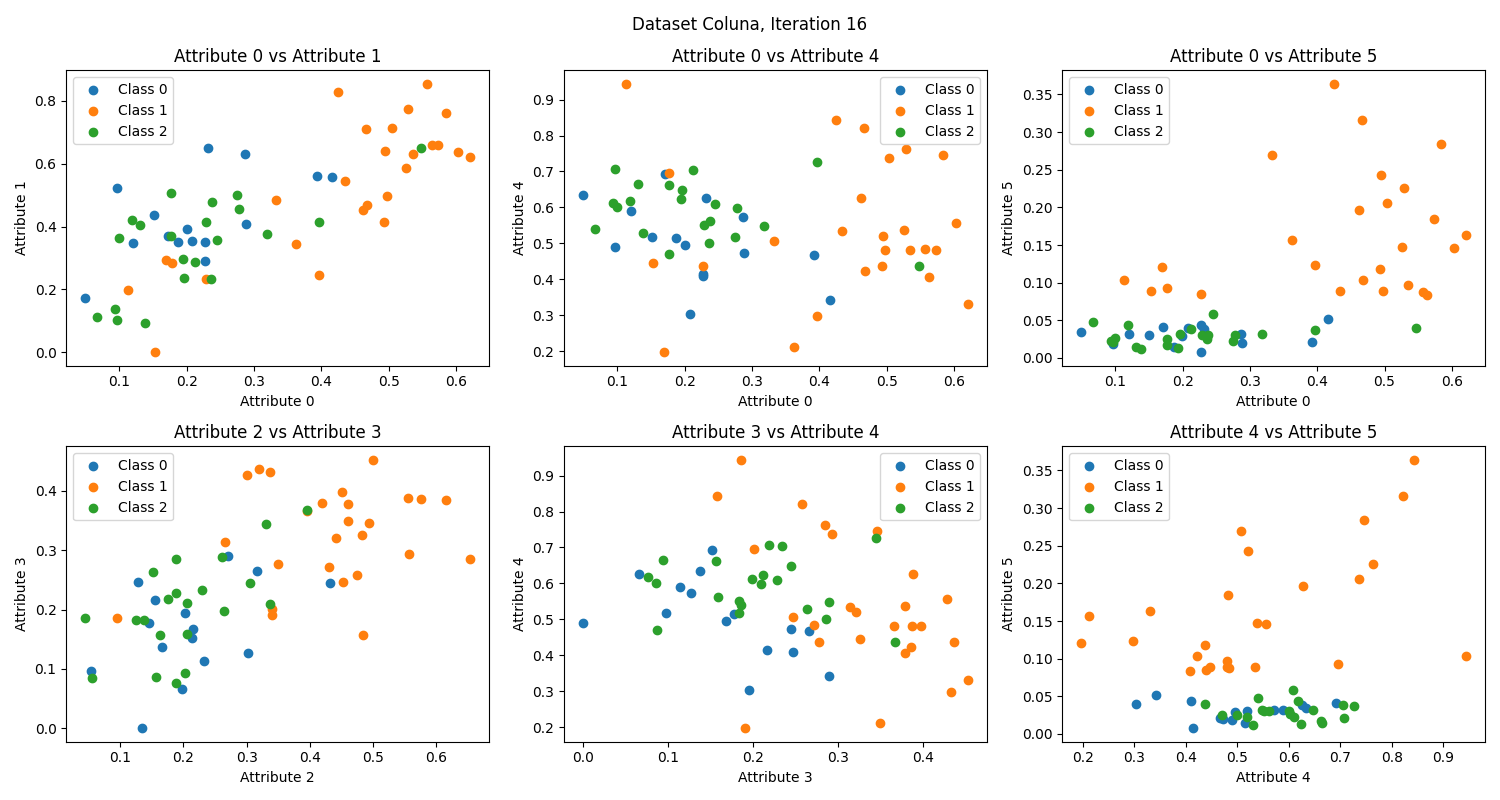 Dataset Coluna, Iteration 16
Attribute 0 vs Attribute 1
Class 0
Class 1
Class 2
0.8
0.6
0.4
0.2
0.0
Attribute 1
0.1 0.2 0.3 0.4 0.5 0.6
Attribute 0
Attribute 0 vs Attribute 4
Class 0
Class 1
Class 2
0.9
0.8
0.7
0.6
0.5
0.4
0.3
0.2
Attribute 4
0.1 0.2 0.3 0.4 0.5 0.6
Attribute 0
Attribute 0 vs Attribute 5
Class 0
Class 1
Class 2
0.35
0.30
0.25
0.20
0.15
0.10
0.05
0.00
Attribute 5
0.1 0.2 0.3 0.4 0.5 0.6
Attribute 0
Attribute 2 vs Attribute 3
Class 0
Class 1
Class 2
0.4
0.3
0.2
0.1
0.0
Attribute 3
0.1 0.2 0.3 0.4 0.5 0.6
Attribute 2
Attribute 3 vs Attribute 4
Class 0
Class 1
Class 2
0.9
0.8
0.7
0.6
0.5
0.4
0.3
0.2
Attribute 4
0.0 0.1 0.2 0.3 0.4
Attribute 3
Attribute 4 vs Attribute 5
Class 0
Class 1
Class 2
0.35
0.30
0.25
0.20
0.15
0.10
0.05
0.00
Attribute 5
0.2 0.3 0.4 0.5 0.6 0.7 0.8 0.9
Attribute 4